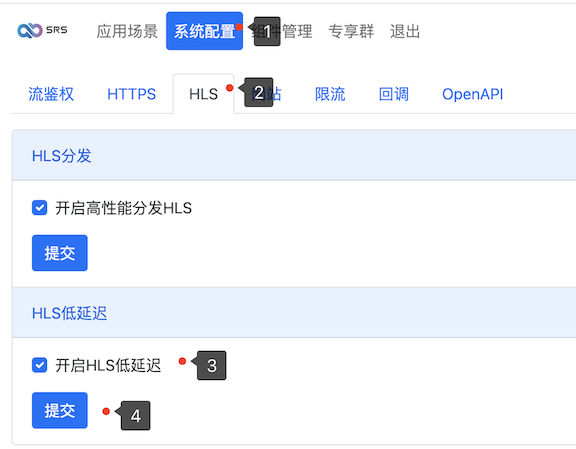 SRS 应用场景 系统配置 1 组件管理 专享群 退出
流鉴权 HTTPS HLS 2 站 限流 回调 OpenAPI
HLS分发
开启高性能分发HLS
提交
HLS低延迟
开启HLS低延迟 3
提交 4